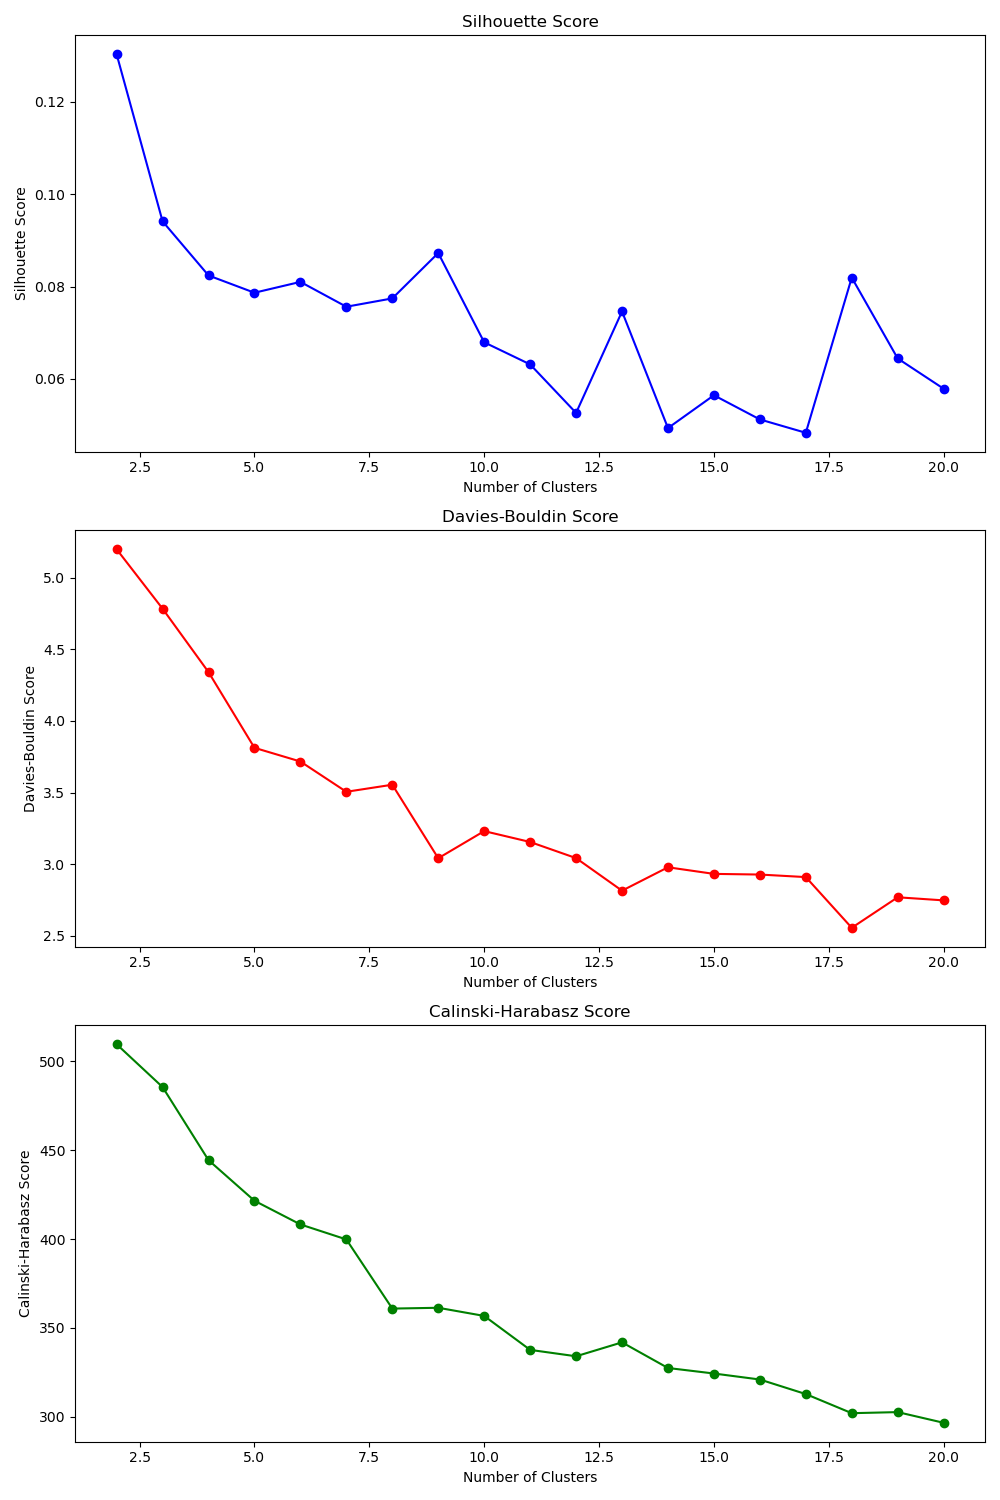 Silhouette Score
Silhouette Score
0.12
0.10
0.08
0.06
2.5 5.0 7.5 10.0 12.5 15.0 17.5 20.0
Number of Clusters
Davies-Bouldin Score
Davies-Bouldin Score
5.0
4.5
4.0
3.5
3.0
2.5
2.5 5.0 7.5 10.0 12.5 15.0 17.5 20.0
Number of Clusters
Calinski-Harabasz Score
Calinski-Harabasz Score
500
450
400
350
300
2.5 5.0 7.5 10.0 12.5 15.0 17.5 20.0
Number of Clusters